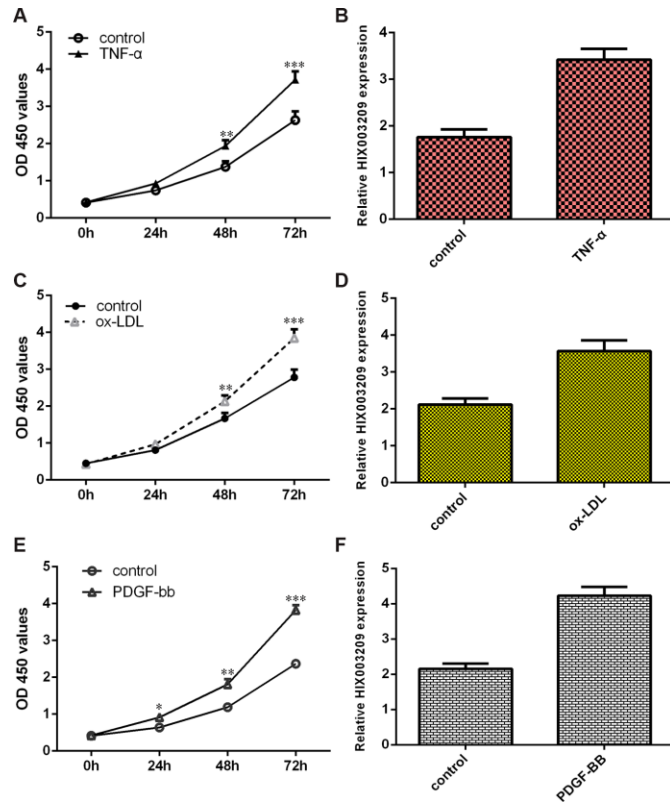 A
control
TNF-α
***
**
OD 450 values
5
4
3
2
1
0
0h
24h
48h
72h
B
Relative HIX003209 expression
4
3
2
1
0
control
TNF-α
C
control
ox-LDL
***
**
OD 450 values
5
4
3
2
1
0
0h
24h
48h
72h
D
Relative HIX003209 expression
5
4
3
2
1
0
control
ox-LDL
E
control
PDGF-bb
***
**
*
OD 450 values
5
4
3
2
1
0
0h
24h
48h
72h
F
Relative HIX003209 expression
5
4
3
2
1
0
control
PDGF-BB